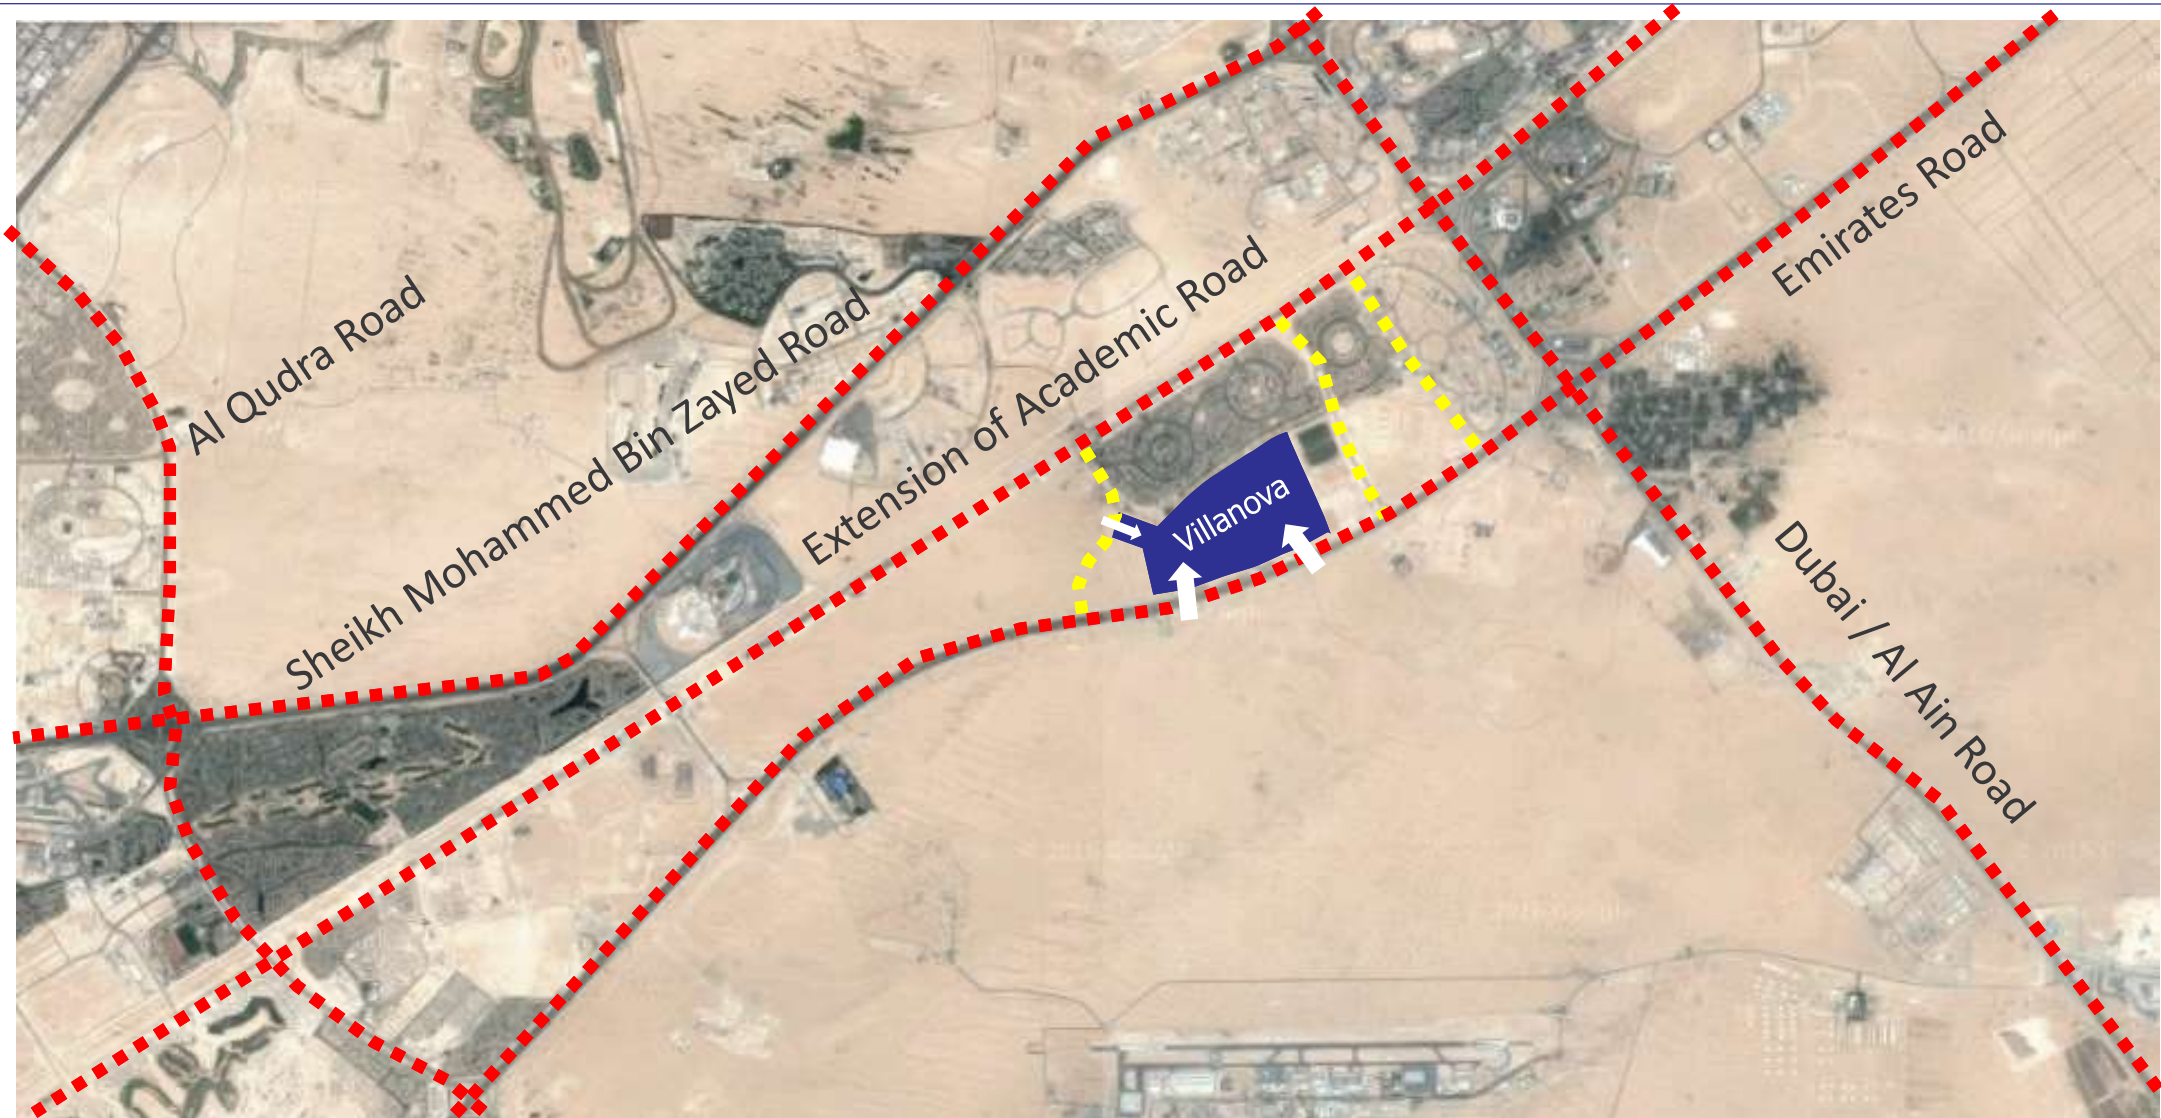 Emirates Road
Extension of Academic Road
Al Qudra Road
Sheikh Mohammed Bin Zayed Road
Villanova
Dubai / Al Ain Road